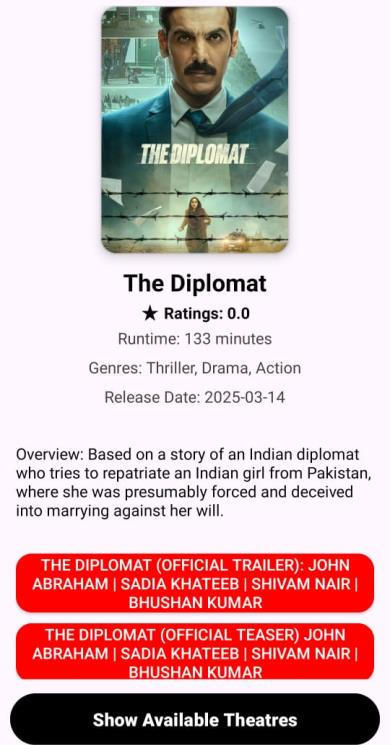 THE DIPLOMAT
The Diplomat
★ Ratings: 0.0
Runtime: 133 minutes
Genres: Thriller, Drama, Action
Release Date: 2025-03-14
Overview: Based on a story of an Indian diplomat
who tries to repatriate an Indian girl from Pakistan,
where she was presumably forced and deceived
into marrying against her will.
THE DIPLOMAT (OFFICIAL TRAILER): JOHN
ABRAHAM | SADIA KHATEEB | SHIVAM NAIR |
BHUSHAN KUMAR
THE DIPLOMAT (OFFICIAL TEASER) JOHN
ABRAHAM | SADIA KHATEEB | SHIVAM NAIR |
BHUSHAN KUMAR
Show Available Theatres